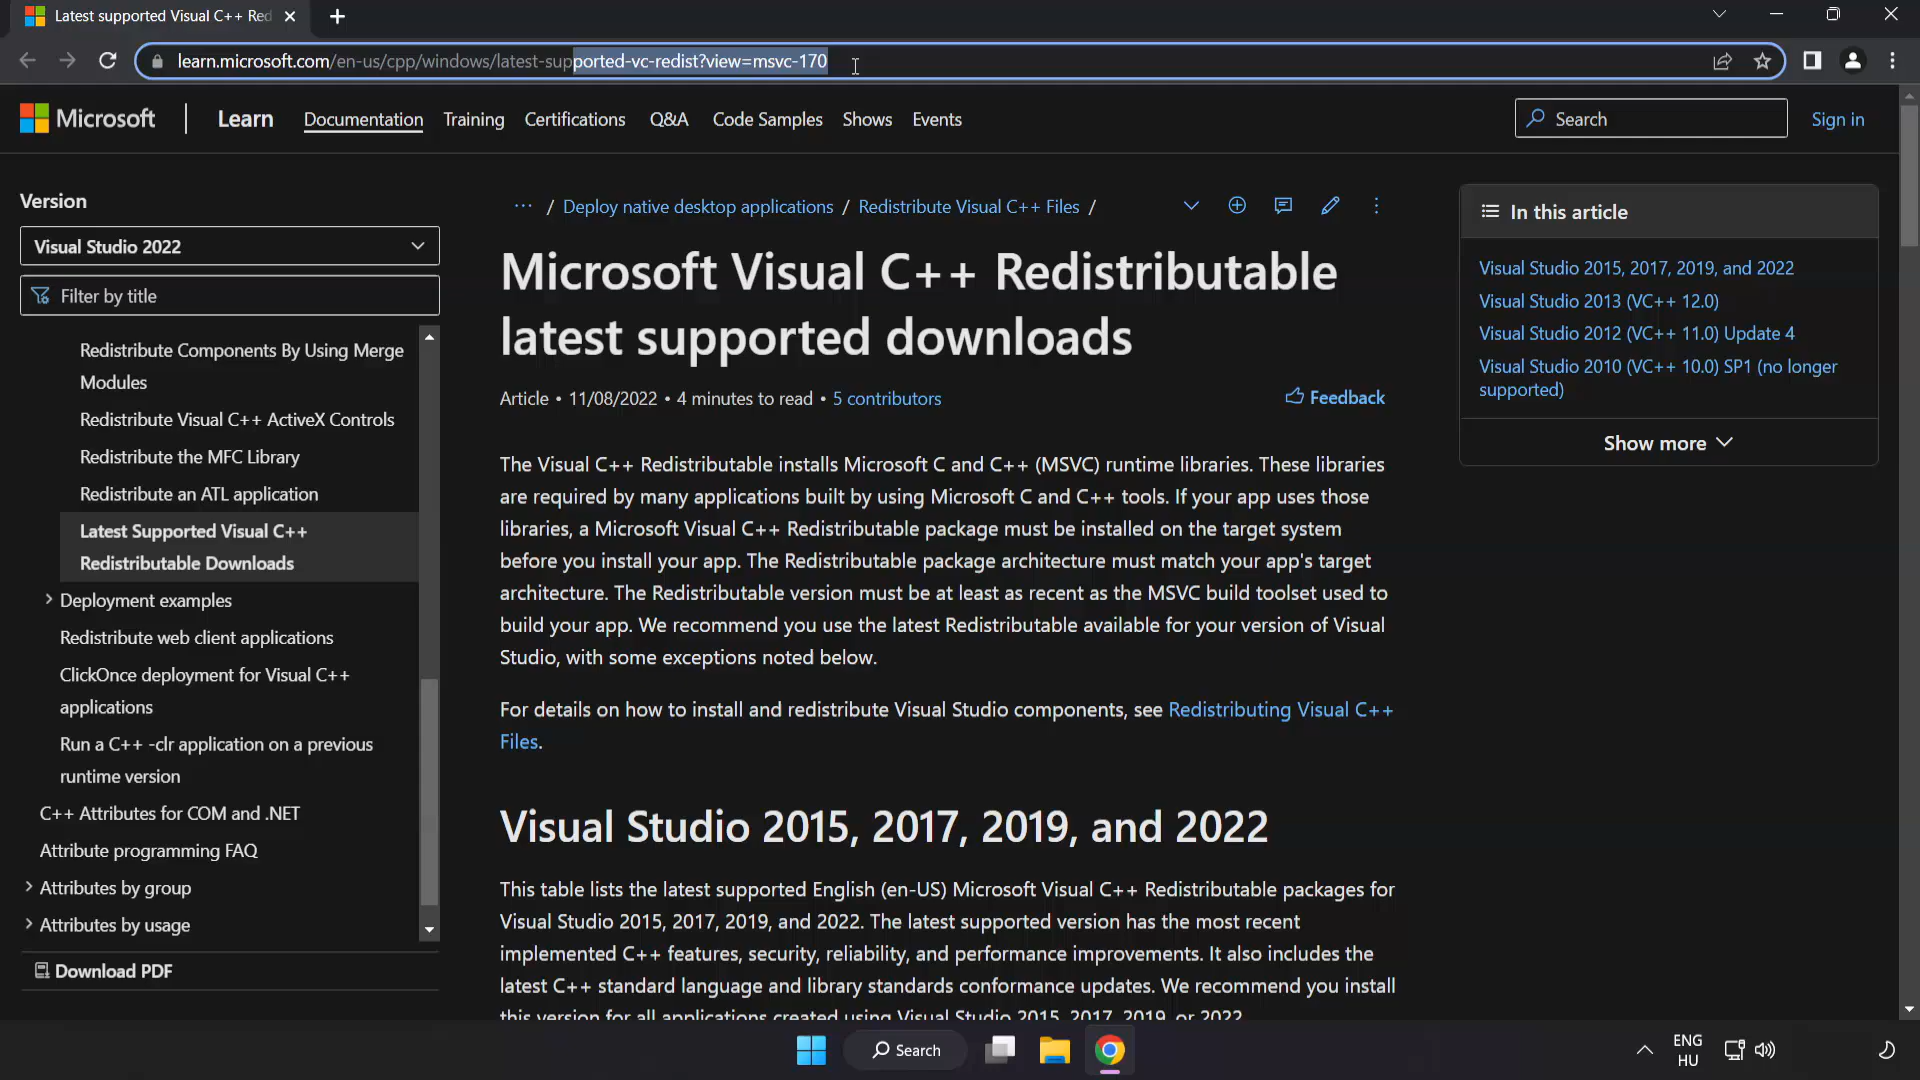 Latest supported Visual C++ Red
learn.microsoft.com/en-us/cpp/windows/latest-supported-vc-redist?view=msvc-170
Microsoft
Learn
Documentation
Training
Certifications
Q&A
Code Samples
Shows
Events
Search
Sign in
Version
Visual Studio 2022
Filter by title
Redistribute Components By Using Merge
Modules
Redistribute Visual C++ ActiveX Controls
Redistribute the MFC Library
Redistribute an ATL application
Latest Supported Visual C++
Redistributable Downloads
Deployment examples
Redistribute web client applications
ClickOnce deployment for Visual C++
applications
Run a C++ -clr application on a previous
runtime version
C++ Attributes for COM and .NET
Attribute programming FAQ
Attributes by group
Attributes by usage
Download PDF
··· / Deploy native desktop applications / Redistribute Visual C++ Files /
Microsoft Visual C++ Redistributable
latest supported downloads
Article • 11/08/2022 • 4 minutes to read • 5 contributors
Feedback
The Visual C++ Redistributable installs Microsoft C and C++ (MSVC) runtime libraries. These libraries
are required by many applications built by using Microsoft C and C++ tools. If your app uses those
libraries, a Microsoft Visual C++ Redistributable package must be installed on the target system
before you install your app. The Redistributable package architecture must match your app's target
architecture. The Redistributable version must be at least as recent as the MSVC build toolset used to
build your app. We recommend you use the latest Redistributable available for your version of Visual
Studio, with some exceptions noted below.
For details on how to install and redistribute Visual Studio components, see Redistributing Visual C++
Files.
Visual Studio 2015, 2017, 2019, and 2022
This table lists the latest supported English (en-US) Microsoft Visual C++ Redistributable packages for
Visual Studio 2015, 2017, 2019, and 2022. The latest supported version has the most recent
implemented C++ features, security, reliability, and performance improvements. It also includes the
latest C++ standard language and library standards conformance updates. We recommend you install
this version for all applications created using Visual Studio 2015, 2017, 2019, or 2022.
In this article
Visual Studio 2015, 2017, 2019, and 2022
Visual Studio 2013 (VC++ 12.0)
Visual Studio 2012 (VC++ 11.0) Update 4
Visual Studio 2010 (VC++ 10.0) SP1 (no longer
supported)
Show more
Search
ENG
HU